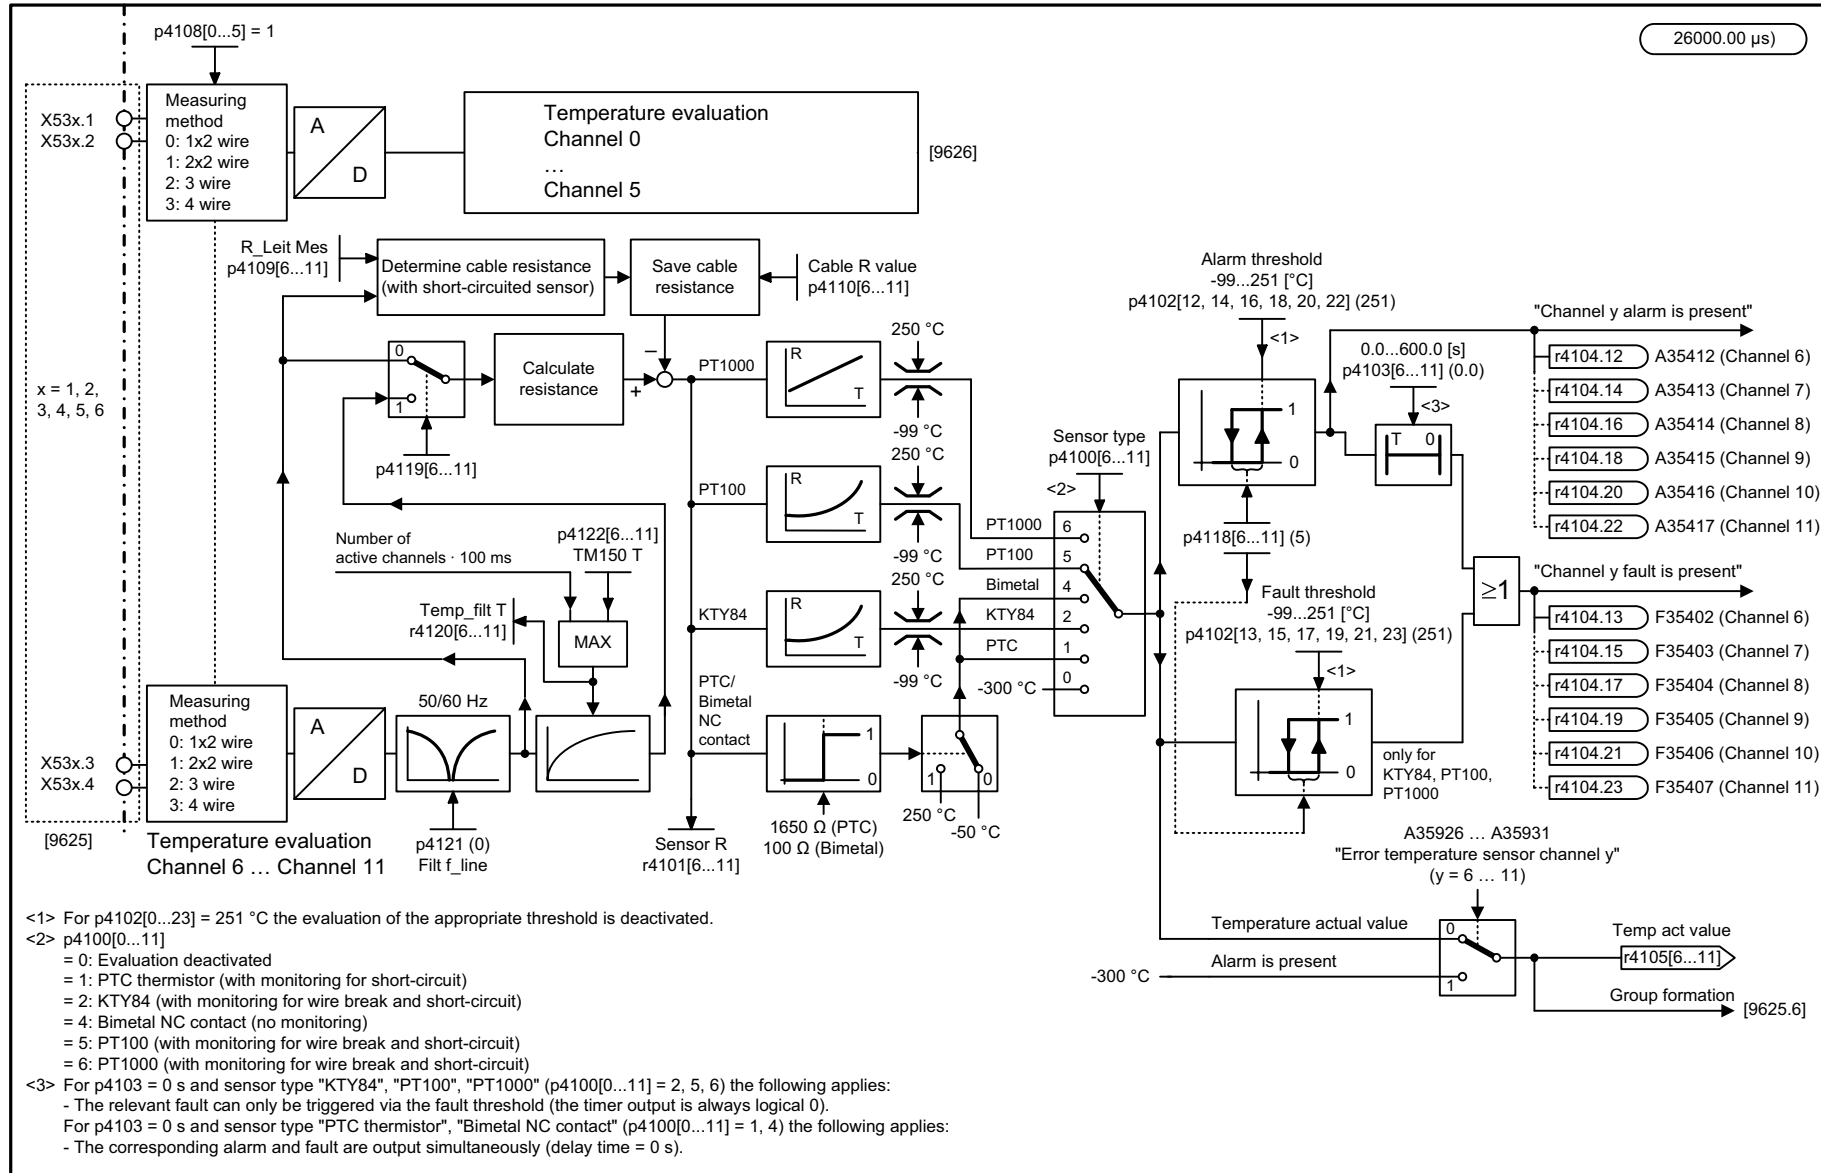 p4108[0...5] = 1
26000.00 µs)
X53x.1
X53x.2
Measuring
method
0: 1x2 wire
1: 2x2 wire
2: 3 wire
3: 4 wire
A
D
Temperature evaluation
Channel 0
...
Channel 5
[9626]
R_Leit Mes
p4109[6...11]
Determine cable resistance
(with short-circuited sensor)
Save cable
resistance
Cable R value
p4110[6...11]
x = 1, 2,
3, 4, 5, 6
0
1
p4119[6...11]
Calculate
resistance
–
+
PT1000
R
T
250 °C
-99 °C
PT100
R
T
250 °C
-99 °C
KTY84
R
T
250 °C
-99 °C
PTC/
Bimetal
NC
contact
1
0
1650 Ω (PTC)
100 Ω (Bimetal)
1
0
250 °C
-50 °C
Number of
active channels · 100 ms
p4122[6...11]
TM150 T
Temp_filt T
r4120[6...11]
MAX
X53x.3
X53x.4
[9625]
Measuring
method
0: 1x2 wire
1: 2x2 wire
2: 3 wire
3: 4 wire
A
D
50/60 Hz
p4121 (0)
Filt f_line
Temperature evaluation
Channel 6 ... Channel 11
Sensor R
r4101[6...11]
Sensor type
p4100[6...11]
<2>
PT1000
6
PT100
5
Bimetal
4
KTY84
2
PTC
1
-300 °C
0
Alarm threshold
-99...251 [°C]
p4102[12, 14, 16, 18, 20, 22] (251)
<1>
1
0
p4118[6...11] (5)
0.0...600.0 [s]
p4103[6...11] (0.0)
<3>
T 0
Fault threshold
-99...251 [°C]
p4102[13, 15, 17, 19, 21, 23] (251)
<1>
1
0
only for
KTY84, PT100,
PT1000
≥1
"Channel y alarm is present"
r4104.12 A35412 (Channel 6)
r4104.14 A35413 (Channel 7)
r4104.16 A35414 (Channel 8)
r4104.18 A35415 (Channel 9)
r4104.20 A35416 (Channel 10)
r4104.22 A35417 (Channel 11)
"Channel y fault is present"
r4104.13 F35402 (Channel 6)
r4104.15 F35403 (Channel 7)
r4104.17 F35404 (Channel 8)
r4104.19 F35405 (Channel 9)
r4104.21 F35406 (Channel 10)
r4104.23 F35407 (Channel 11)
A35926 ... A35931
"Error temperature sensor channel y"
(y = 6 ... 11)
Temperature actual value
0
Alarm is present
-300 °C
1
Temp act value
r4105[6...11]
Group formation
[9625.6]
<1> For p4102[0...23] = 251 °C the evaluation of the appropriate threshold is deactivated.
<2> p4100[0...11]
= 0: Evaluation deactivated
= 1: PTC thermistor (with monitoring for short-circuit)
= 2: KTY84 (with monitoring for wire break and short-circuit)
= 4: Bimetal NC contact (no monitoring)
= 5: PT100 (with monitoring for wire break and short-circuit)
= 6: PT1000 (with monitoring for wire break and short-circuit)
<3> For p4103 = 0 s and sensor type "KTY84", "PT100", "PT1000" (p4100[0...11] = 2, 5, 6) the following applies:
- The relevant fault can only be triggered via the fault threshold (the timer output is always logical 0).
For p4103 = 0 s and sensor type "PTC thermistor", "Bimetal NC contact" (p4100[0...11] = 1, 4) the following applies:
- The corresponding alarm and fault are output simultaneously (delay time = 0 s).